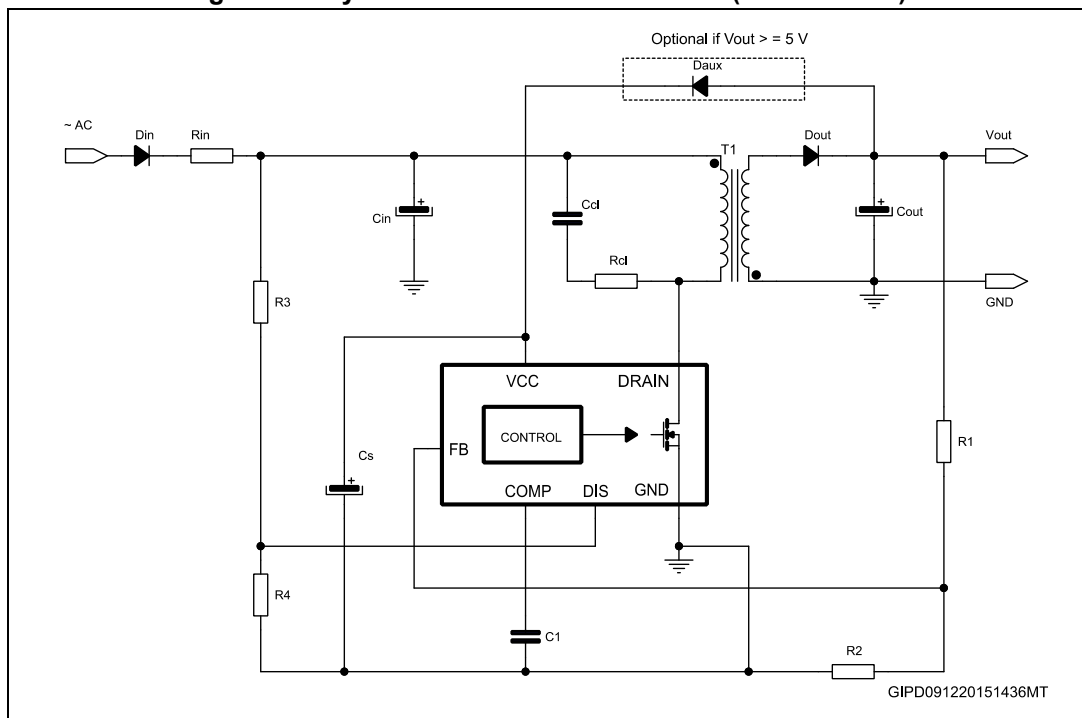 Optional if Vout > = 5 V
Daux
~ AC
Din
Rin
T1
Dout
Vout
Cin
Ccl
Cout
Rcl
R3
GND
VCC
DRAIN
CONTROL
FB
R1
Cs
COMP
DIS
GND
R4
C1
R2
GIPD091220151436MT